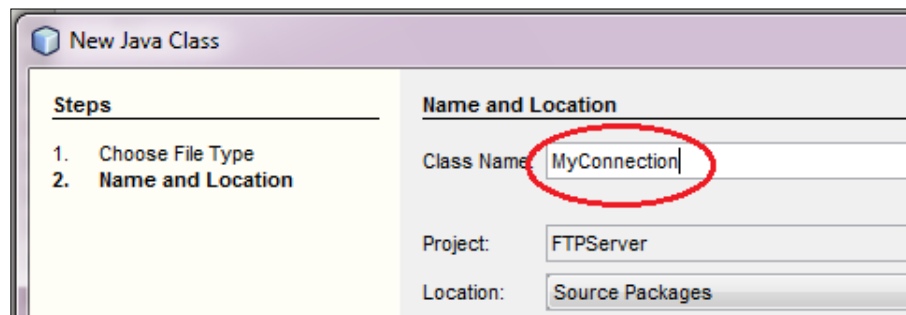 New Java Class
Steps
1. Choose File Type
2. Name and Location
Name and Location
Class Name: MyConnection
Project: FTPServer
Location: Source Packages